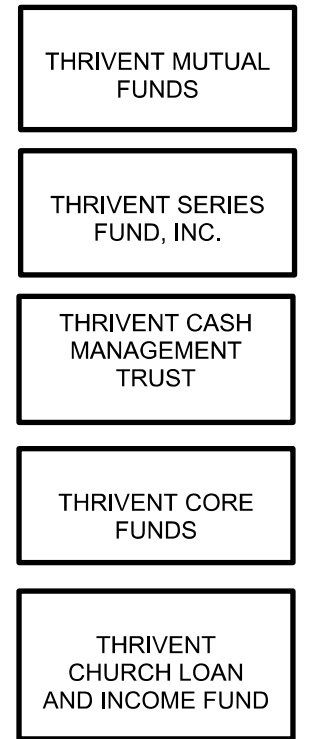 THRIVENT MUTUAL
FUNDS
THRIVENT SERIES
FUND, INC.
THRIVENT CASH
MANAGEMENT
TRUST
THRIVENT CORE
FUNDS
THRIVENT
CHURCH LOAN
AND INCOME FUND